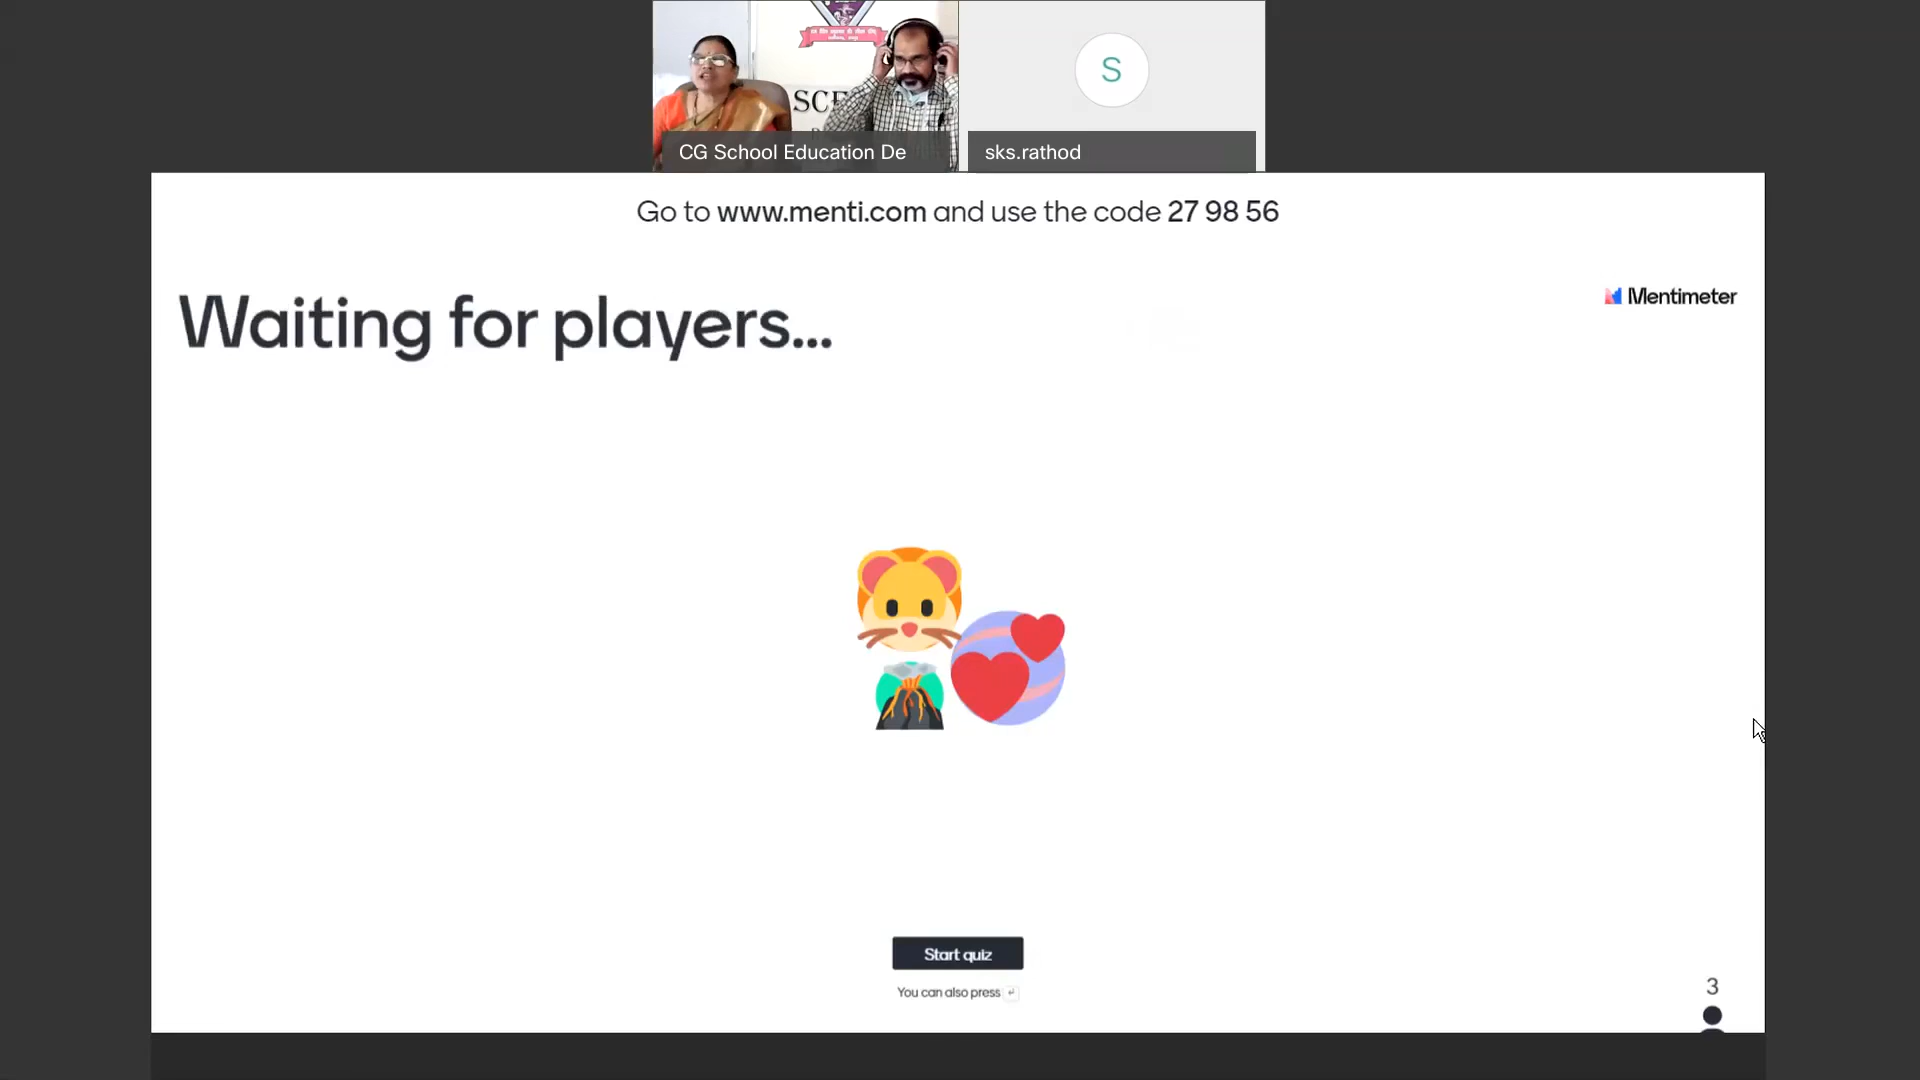 SCE
CG School Education De
S
sks.rathod
Go to www.menti.com and use the code 27 98 56
Waiting for players...
Mentimeter
Start quiz
You can also press ↵
3